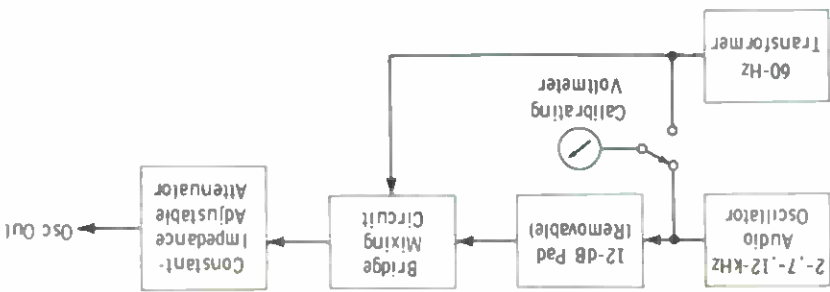 2-,7-,12-kHz
Audio
Oscillator
12-dB Pad
(Removable)
Bridge
Mixing
Circuit
Constant-
Impedance
Adjustable
Attenuator
Osc Out
Calibrating
Voltmeter
60-Hz
Transformer